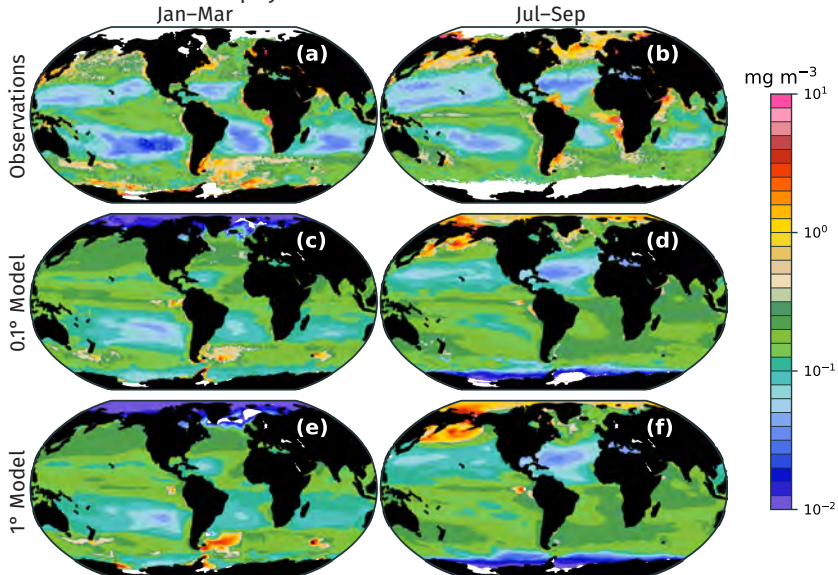 Jan–Mar
Jul–Sep
Observations
(a)
(b)
mg m⁻³
10¹
0.1° Model
(c)
(d)
10⁰
10⁻¹
1° Model
(e)
(f)
10⁻²